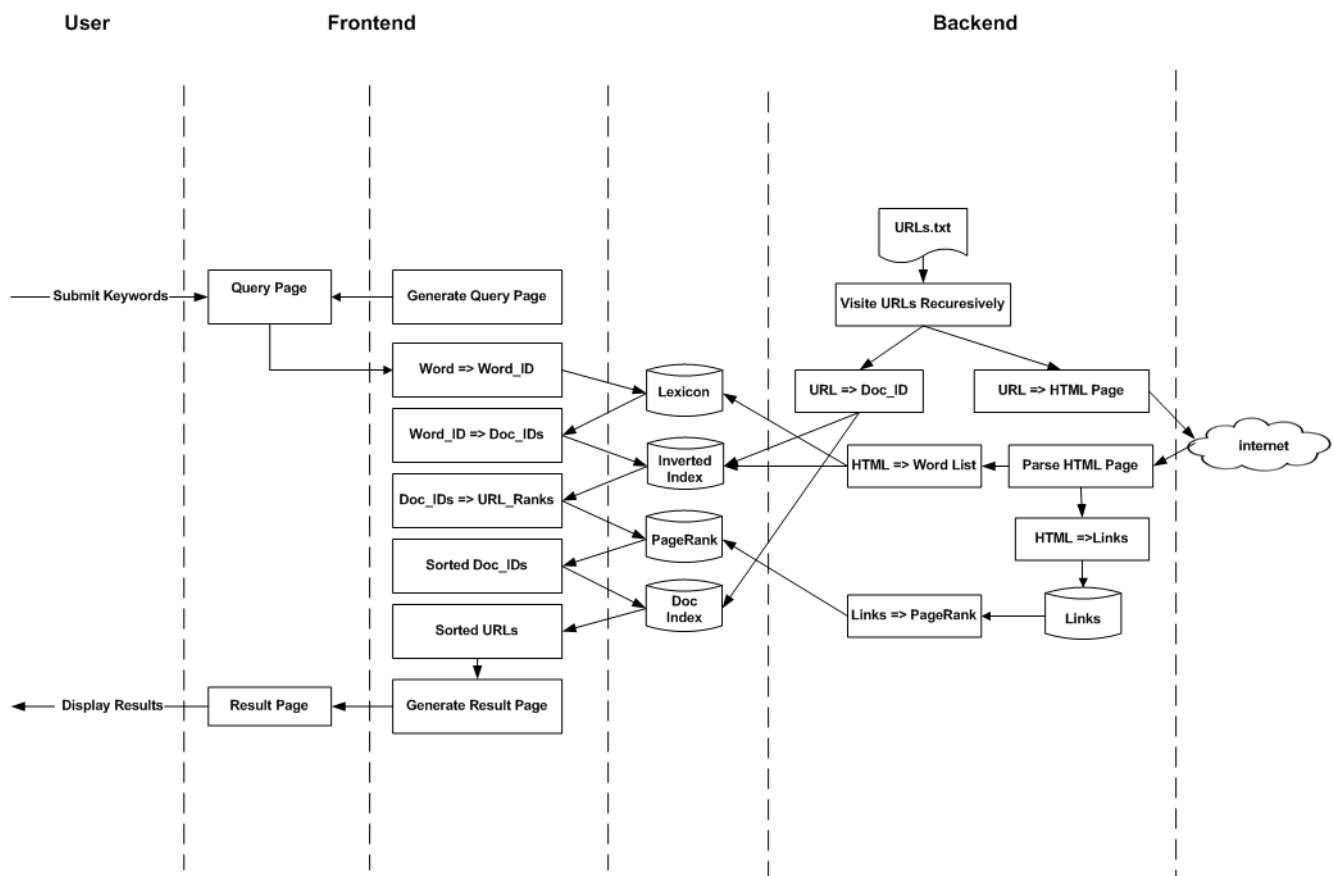 User
Frontend
Backend
URLs.txt
Submit Keywords
Query Page
Generate Query Page
Visite URLs Recuresively
Word => Word_ID
Lexicon
URL => Doc_ID
URL => HTML Page
Word_ID => Doc_IDs
Inverted
Index
HTML => Word List
Parse HTML Page
internet
Doc_IDs => URL_Ranks
PageRank
HTML =>Links
Sorted Doc_IDs
Doc
Index
Links => PageRank
Links
Sorted URLs
Display Results
Result Page
Generate Result Page